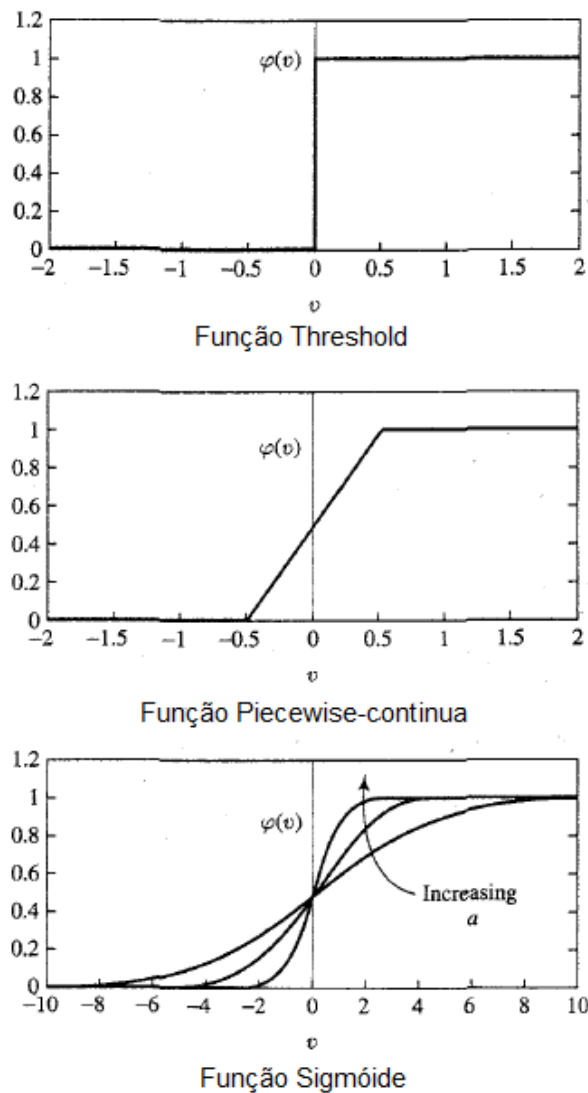 1.2
φ(v)
1
0.8
0.6
0.4
0.2
0
−2 −1.5 −1 −0.5 0 0.5 1 1.5 2
v
Função Threshold
1.2
φ(v)
1
0.8
0.6
0.4
0.2
0
−2 −1.5 −1 −0.5 0 0.5 1 1.5 2
v
Função Piecewise-continua
1.2
1
φ(v)
0.8
0.6
0.4
Increasing
a
0.2
0
−10 −8 −6 −4 −2 0 2 4 6 8 10
v
Função Sigmóide